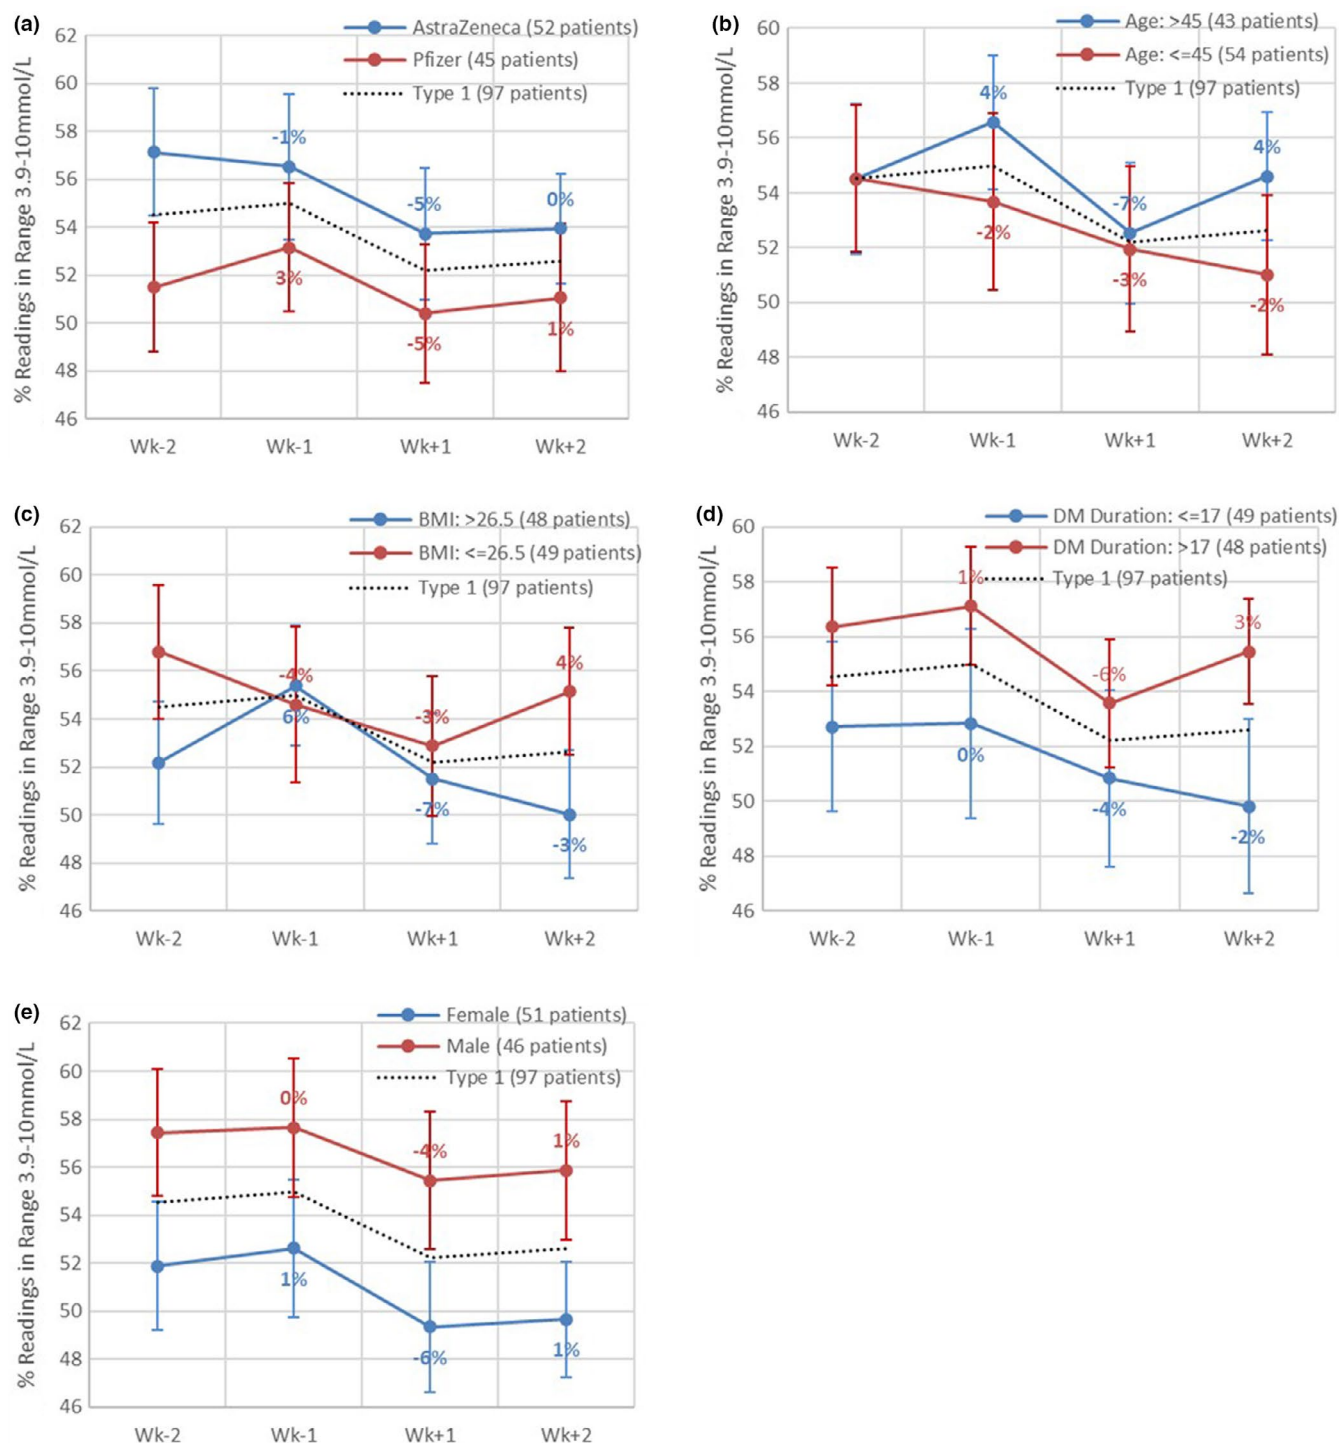 (a)
AstraZeneca (52 patients)
Pfizer (45 patients)
Type 1 (97 patients)
% Readings in Range 3.9-10mmol/L
62
60
58
56
54
52
50
48
46
-1%
-5%
0%
3%
-5%
1%
Wk-2 Wk-1 Wk+1 Wk+2
(b)
Age: >45 (43 patients)
Age: <=45 (54 patients)
Type 1 (97 patients)
% Readings in Range 3.9-10mmol/L
60
58
56
54
52
50
48
46
4%
-7%
4%
-2%
-3%
-2%
Wk-2 Wk-1 Wk+1 Wk+2
(c)
BMI: >26.5 (48 patients)
BMI: <=26.5 (49 patients)
Type 1 (97 patients)
% Readings in Range 3.9-10mmol/L
62
60
58
56
54
52
50
48
46
-4%
6%
-3%
-7%
4%
-3%
Wk-2 Wk-1 Wk+1 Wk+2
(d)
DM Duration: <=17 (49 patients)
DM Duration: >17 (48 patients)
Type 1 (97 patients)
% Readings in Range 3.9-10mmol/L
60
58
56
54
52
50
48
46
1%
-6%
3%
0%
-4%
-2%
Wk-2 Wk-1 Wk+1 Wk+2
(e)
Female (51 patients)
Male (46 patients)
Type 1 (97 patients)
% Readings in Range 3.9-10mmol/L
62
60
58
56
54
52
50
48
46
0%
-4%
1%
1%
-6%
1%
Wk-2 Wk-1 Wk+1 Wk+2